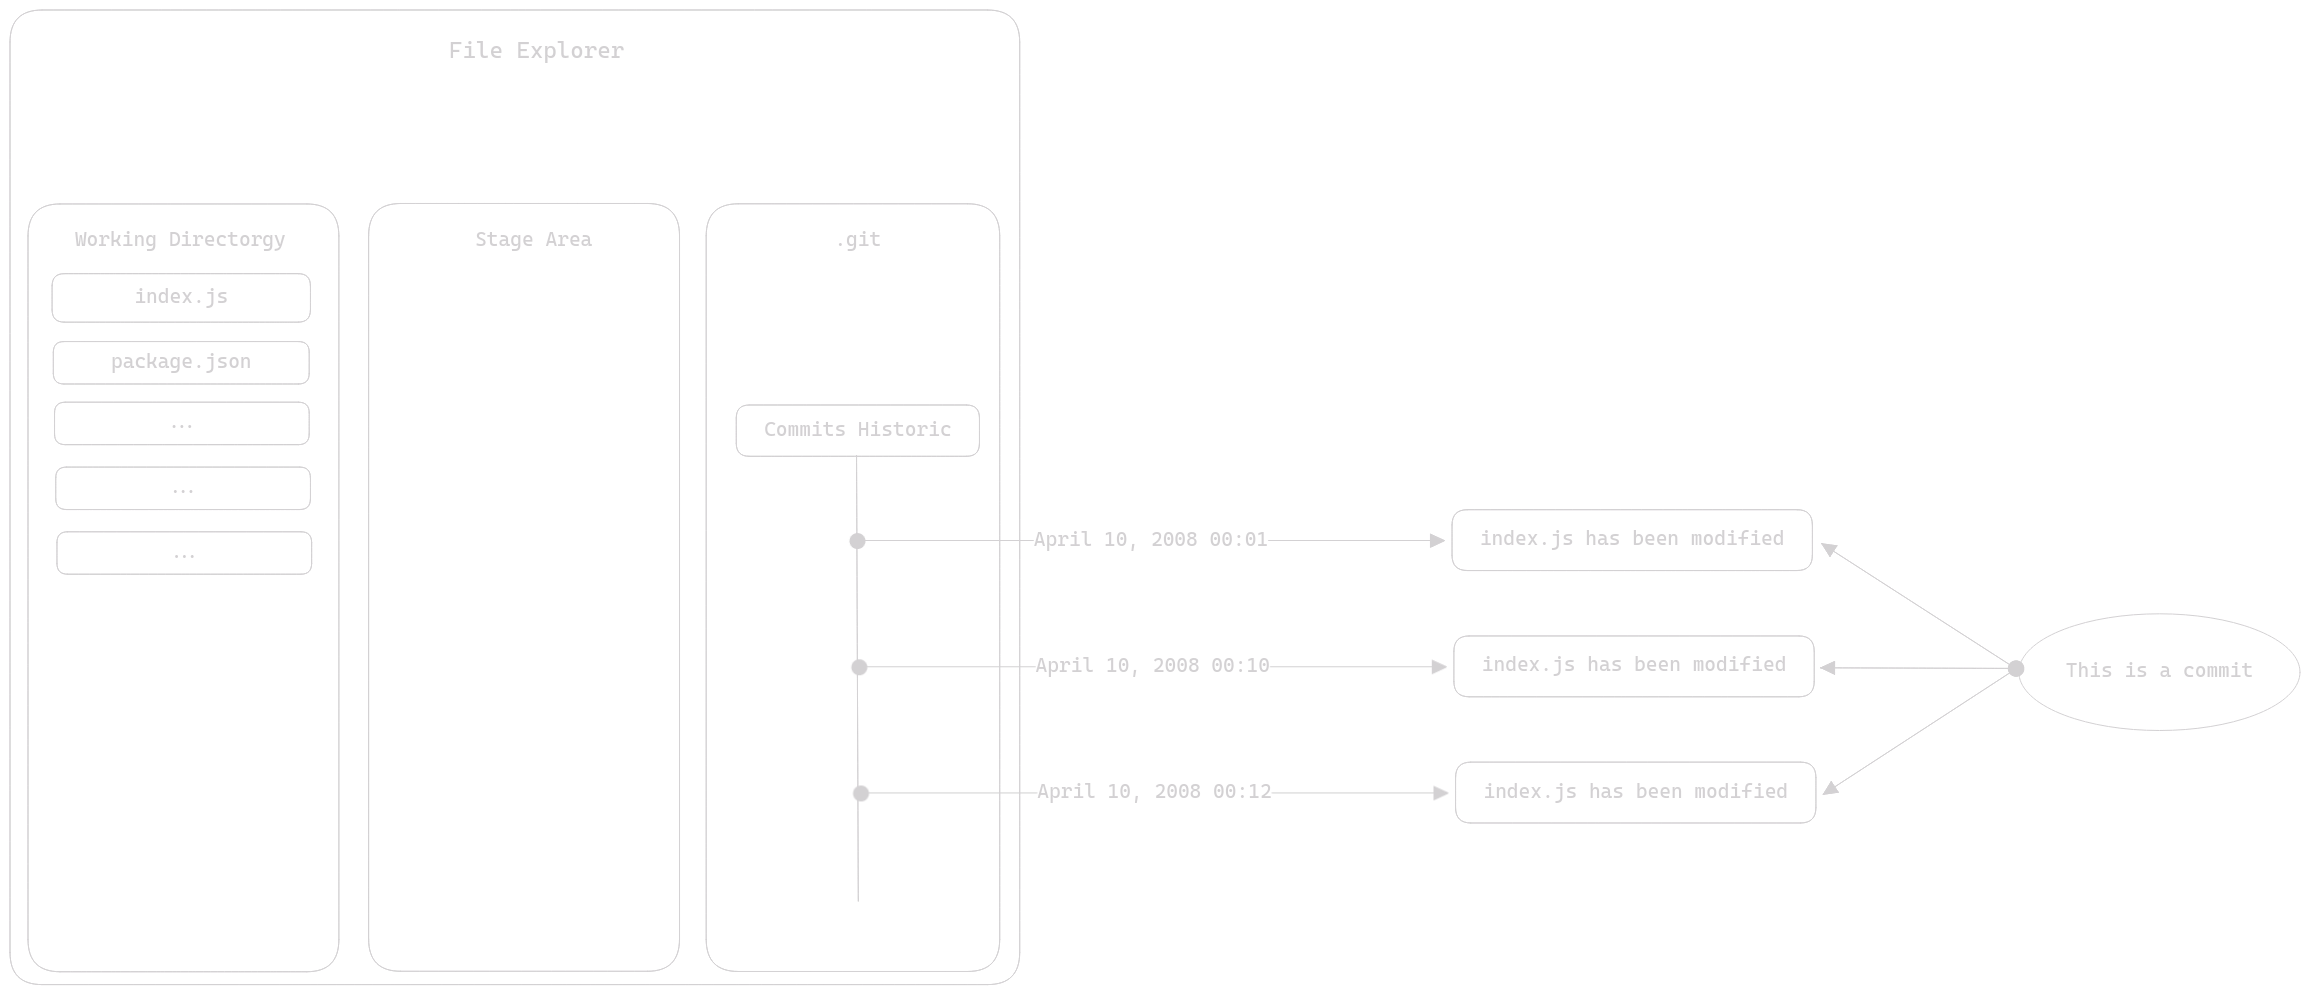 File Explorer
Working Directorgy
Stage Area
.git
index.js
package.json
...
...
...
Commits Historic
April 10, 2008 00:01
index.js has been modified
April 10, 2008 00:10
index.js has been modified
This is a commit
April 10, 2008 00:12
index.js has been modified